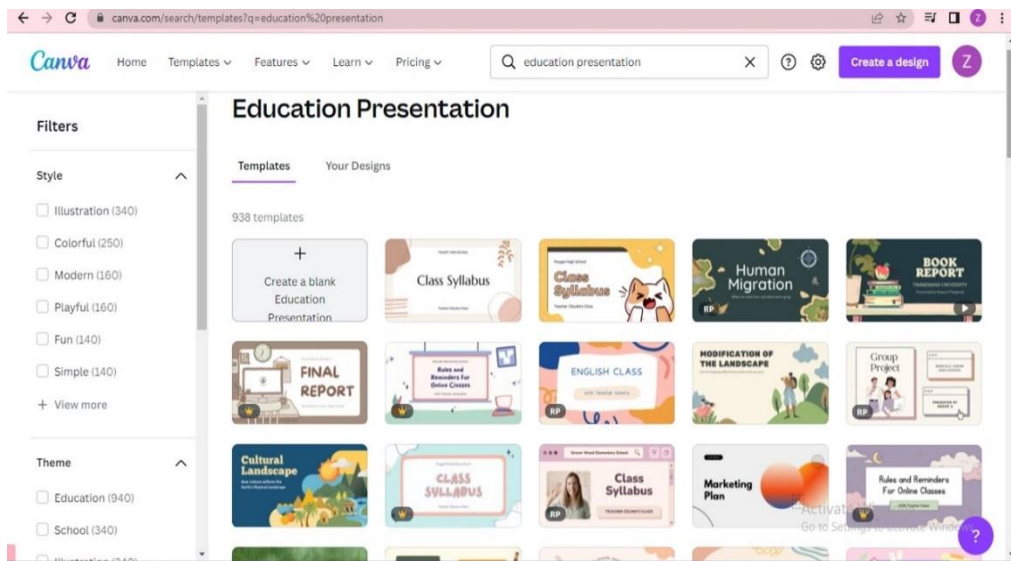 canva.com/search/templates?q=education%20presentation
Z
Canva
Home
Templates
Features
Learn
Pricing
education presentation
Create a design
Z
Education Presentation
Filters
Templates
Your Designs
Style
Illustration (340)
938 templates
Colorful (250)
Modern (160)
Playful (160)
Fun (140)
Simple (140)
+ View more
Theme
Education (940)
School (340)
+
Create a blank
Education
Presentation
Class Syllabus
Class
Syllabus
Human
Migration
RP
BOOK
REPORT
FINAL
REPORT
Rules and
Reminders For
Online Classes
ENGLISH CLASS
RP
MODIFICATION OF
THE LANDSCAPE
Group
Project
RP
Cultural
Landscape
CLASS
SYLLABUS
Class
Syllabus
RP
Marketing
Plan
Rules and Reminders
For Online Classes
Go to Settings to activate Windows
?